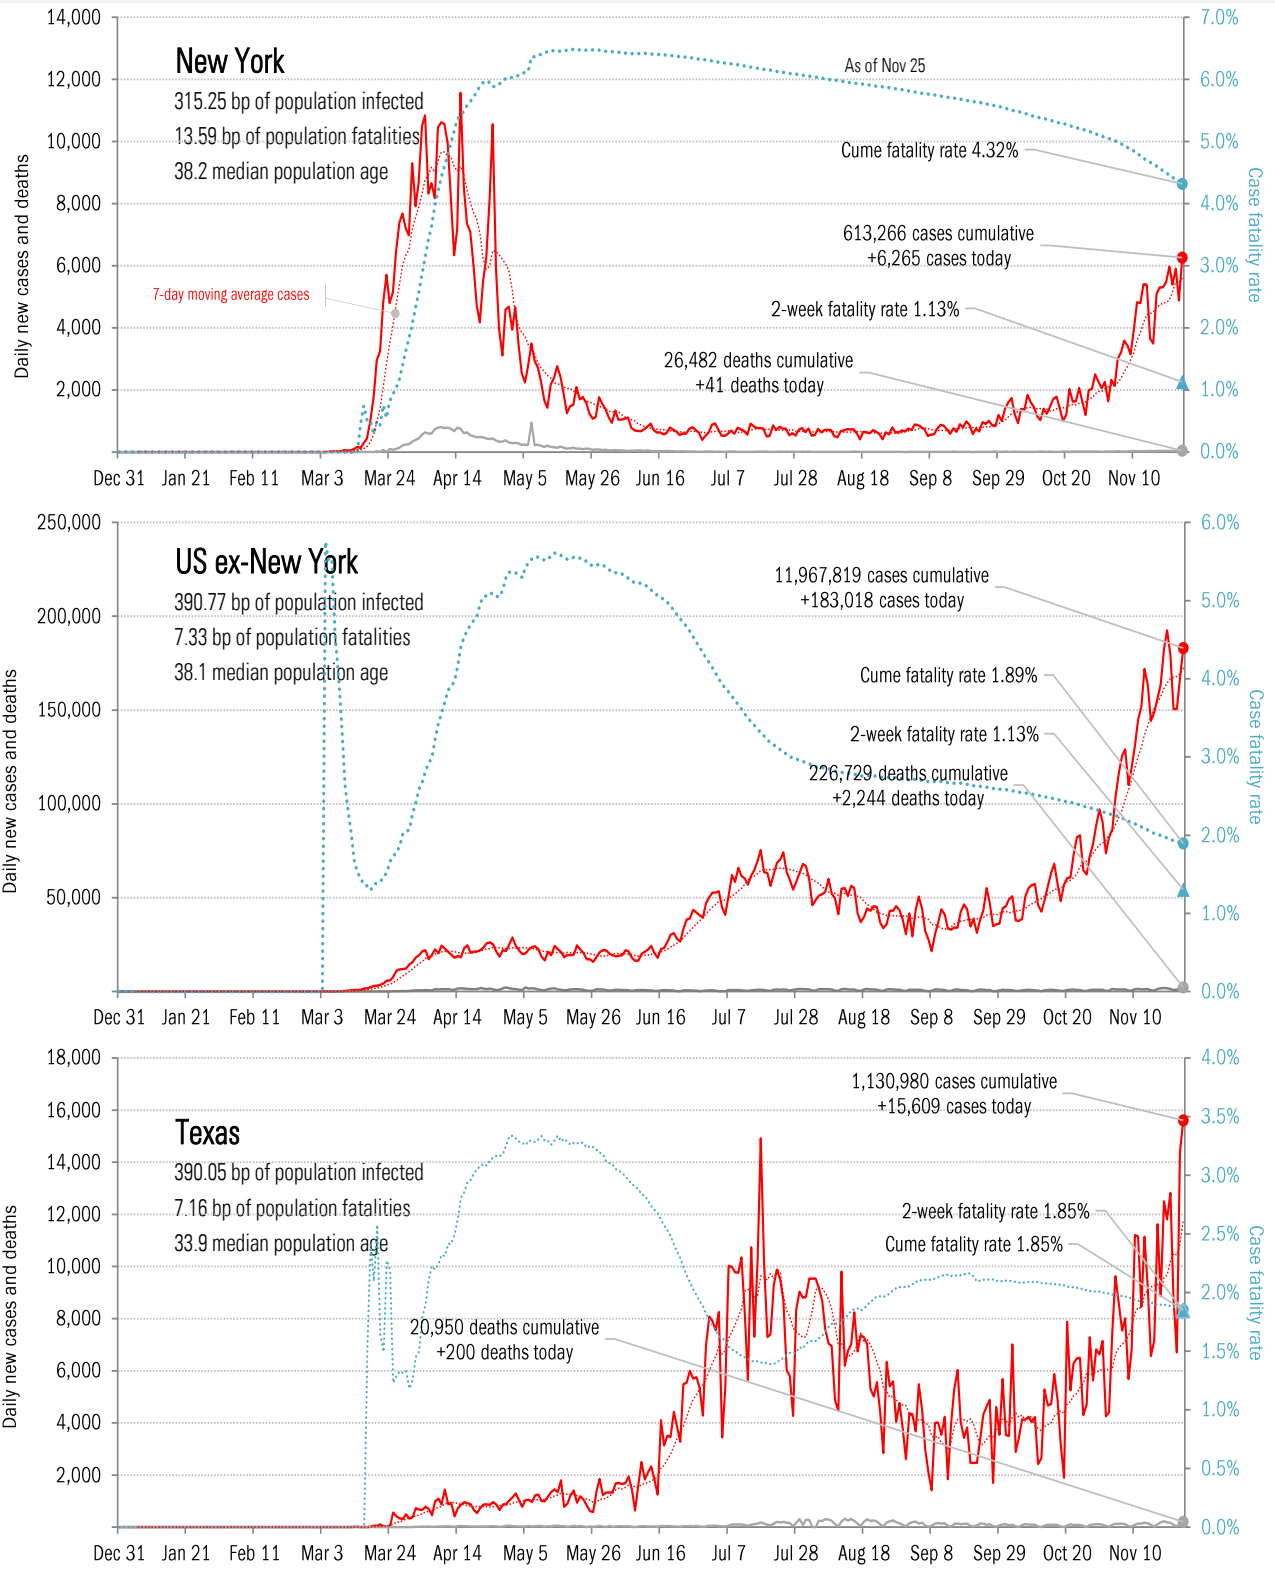 14,000
12,000
10,000
8,000
6,000
4,000
2,000
7.0%
6.0%
5.0%
4.0%
3.0%
2.0%
1.0%
0.0%
Daily new cases and deaths
Case fatality rate
New York
315.25 bp of population infected
13.59 bp of population fatalities
38.2 median population age
7-day moving average cases
As of Nov 25
Cume fatality rate 4.32%
613,266 cases cumulative
+6,265 cases today
2-week fatality rate 1.13%
26,482 deaths cumulative
+41 deaths today
Dec 31 Jan 21 Feb 11 Mar 3 Mar 24 Apr 14 May 5 May 26 Jun 16 Jul 7 Jul 28 Aug 18 Sep 8 Sep 29 Oct 20 Nov 10
250,000
200,000
150,000
100,000
50,000
6.0%
5.0%
4.0%
3.0%
2.0%
1.0%
0.0%
Daily new cases and deaths
Case fatality rate
US ex-New York
390.77 bp of population infected
7.33 bp of population fatalities
38.1 median population age
11,967,819 cases cumulative
+183,018 cases today
Cume fatality rate 1.89%
2-week fatality rate 1.13%
226,729 deaths cumulative
+2,244 deaths today
Dec 31 Jan 21 Feb 11 Mar 3 Mar 24 Apr 14 May 5 May 26 Jun 16 Jul 7 Jul 28 Aug 18 Sep 8 Sep 29 Oct 20 Nov 10
18,000
16,000
14,000
12,000
10,000
8,000
6,000
4,000
2,000
4.0%
3.5%
3.0%
2.5%
2.0%
1.5%
1.0%
0.5%
0.0%
Daily new cases and deaths
Case fatality rate
Texas
390.05 bp of population infected
7.16 bp of population fatalities
33.9 median population age
1,130,980 cases cumulative
+15,609 cases today
2-week fatality rate 1.85%
Cume fatality rate 1.85%
20,950 deaths cumulative
+200 deaths today
Dec 31 Jan 21 Feb 11 Mar 3 Mar 24 Apr 14 May 5 May 26 Jun 16 Jul 7 Jul 28 Aug 18 Sep 8 Sep 29 Oct 20 Nov 10